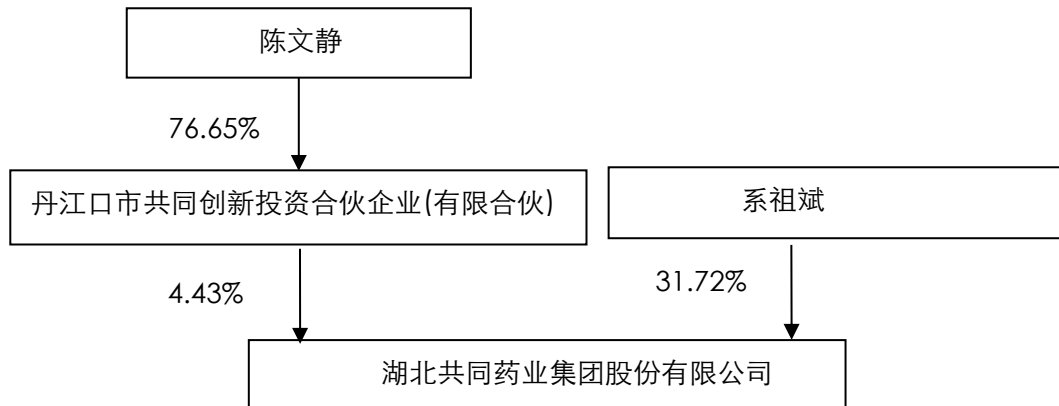 陈文静
76.65%
丹江口市共同创新投资合伙企业(有限合伙)
系祖斌
4.43%
31.72%
湖北共同药业集团股份有限公司